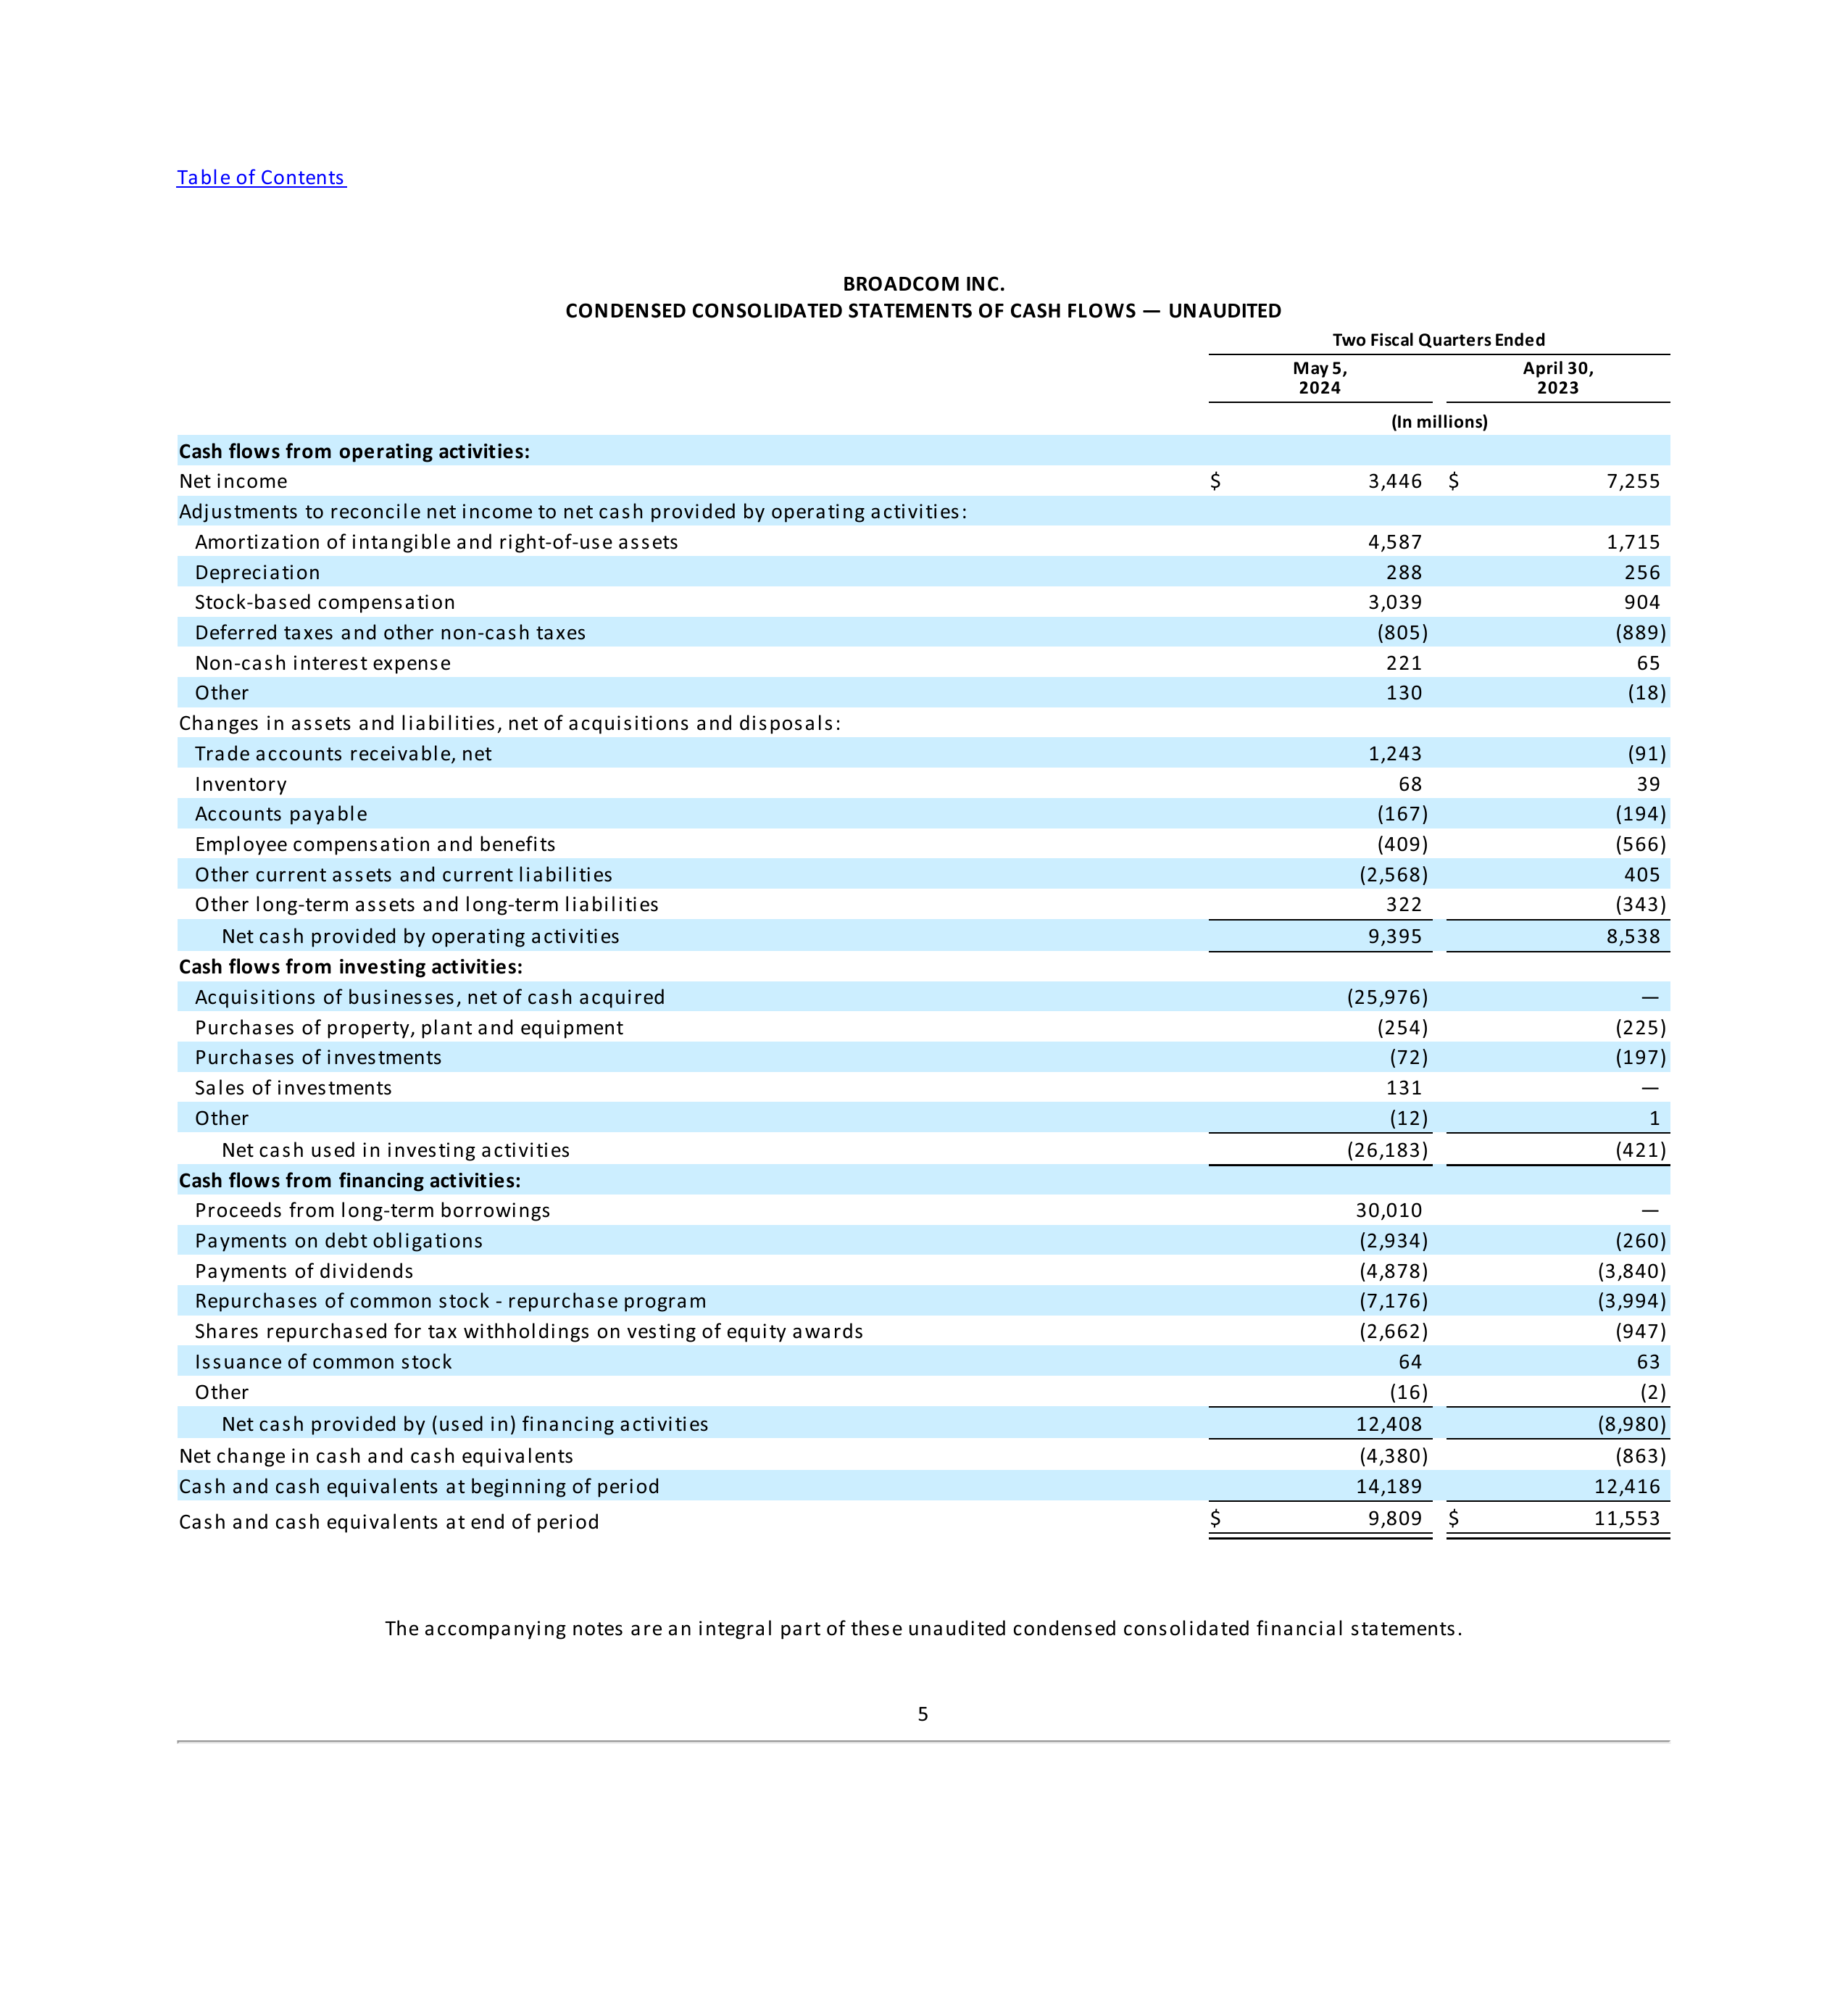 Table of Contents
BROADCOM INC.
CONDENSED CONSOLIDATED STATEMENTS OF CASH FLOWS — UNAUDITED
Two Fiscal Quarters Ended
May 5, 2024 April 30, 2023
(In millions)
Cash flows from operating activities:
Net income $ 3,446 $ 7,255
Adjustments to reconcile net income to net cash provided by operating activities:
Amortization of intangible and right-of-use assets 4,587 1,715
Depreciation 288 256
Stock-based compensation 3,039 904
Deferred taxes and other non-cash taxes (805) (889)
Non-cash interest expense 221 65
Other 130 (18)
Changes in assets and liabilities, net of acquisitions and disposals:
Trade accounts receivable, net 1,243 (91)
Inventory 68 39
Accounts payable (167) (194)
Employee compensation and benefits (409) (566)
Other current assets and current liabilities (2,568) 405
Other long-term assets and long-term liabilities 322 (343)
Net cash provided by operating activities 9,395 8,538
Cash flows from investing activities:
Acquisitions of businesses, net of cash acquired (25,976) —
Purchases of property, plant and equipment (254) (225)
Purchases of investments (72) (197)
Sales of investments 131 —
Other (12) 1
Net cash used in investing activities (26,183) (421)
Cash flows from financing activities:
Proceeds from long-term borrowings 30,010 —
Payments on debt obligations (2,934) (260)
Payments of dividends (4,878) (3,840)
Repurchases of common stock - repurchase program (7,176) (3,994)
Shares repurchased for tax withholdings on vesting of equity awards (2,662) (947)
Issuance of common stock 64 63
Other (16) (2)
Net cash provided by (used in) financing activities 12,408 (8,980)
Net change in cash and cash equivalents (4,380) (863)
Cash and cash equivalents at beginning of period 14,189 12,416
Cash and cash equivalents at end of period $ 9,809 $ 11,553
The accompanying notes are an integral part of these unaudited condensed consolidated financial statements.
5